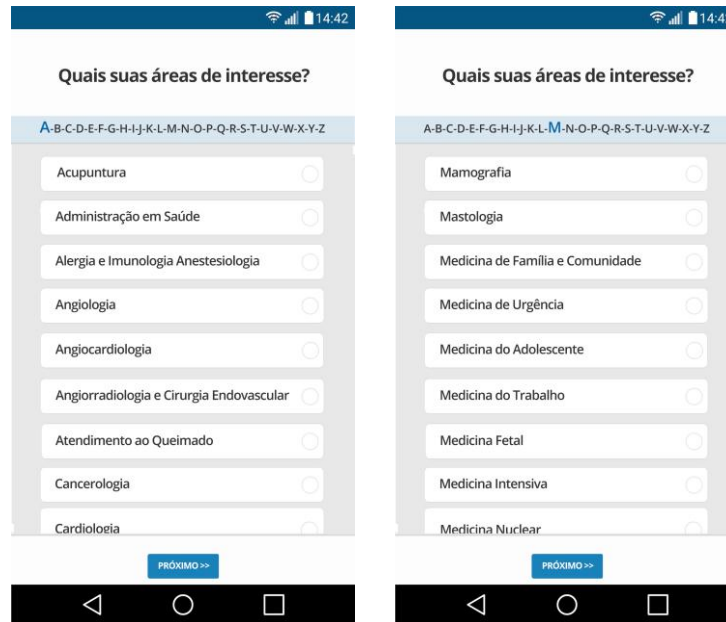 14:42
Quais suas áreas de interesse?
A-B-C-D-E-F-G-H-I-J-K-L-M-N-O-P-Q-R-S-T-U-V-W-X-Y-Z
Acupuntura
Administração em Saúde
Alergia e Imunologia Anestesiologia
Angiologia
Angiocardiologia
Angiorradiologia e Cirurgia Endovascular
Atendimento ao Queimado
Cancerologia
Cardiologia
PRÓXIMO >>
14:4
Quais suas áreas de interesse?
A-B-C-D-E-F-G-H-I-J-K-L-M-N-O-P-Q-R-S-T-U-V-W-X-Y-Z
Mamografia
Mastologia
Medicina de Família e Comunidade
Medicina de Urgência
Medicina do Adolescente
Medicina do Trabalho
Medicina Fetal
Medicina Intensiva
Medicina Nuclear
PRÓXIMO >>